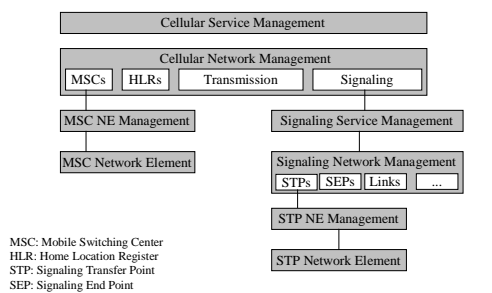 Cellular Service Management
Cellular Network Management
MSCs HLRs Transmission Signaling
MSC NE Management Signaling Service Management
MSC Network Element Signaling Network Management
STPs SEPs Links ...
STP NE Management
STP Network Element
MSC: Mobile Switching Center
HLR: Home Location Register
STP: Signaling Transfer Point
SEP: Signaling End Point